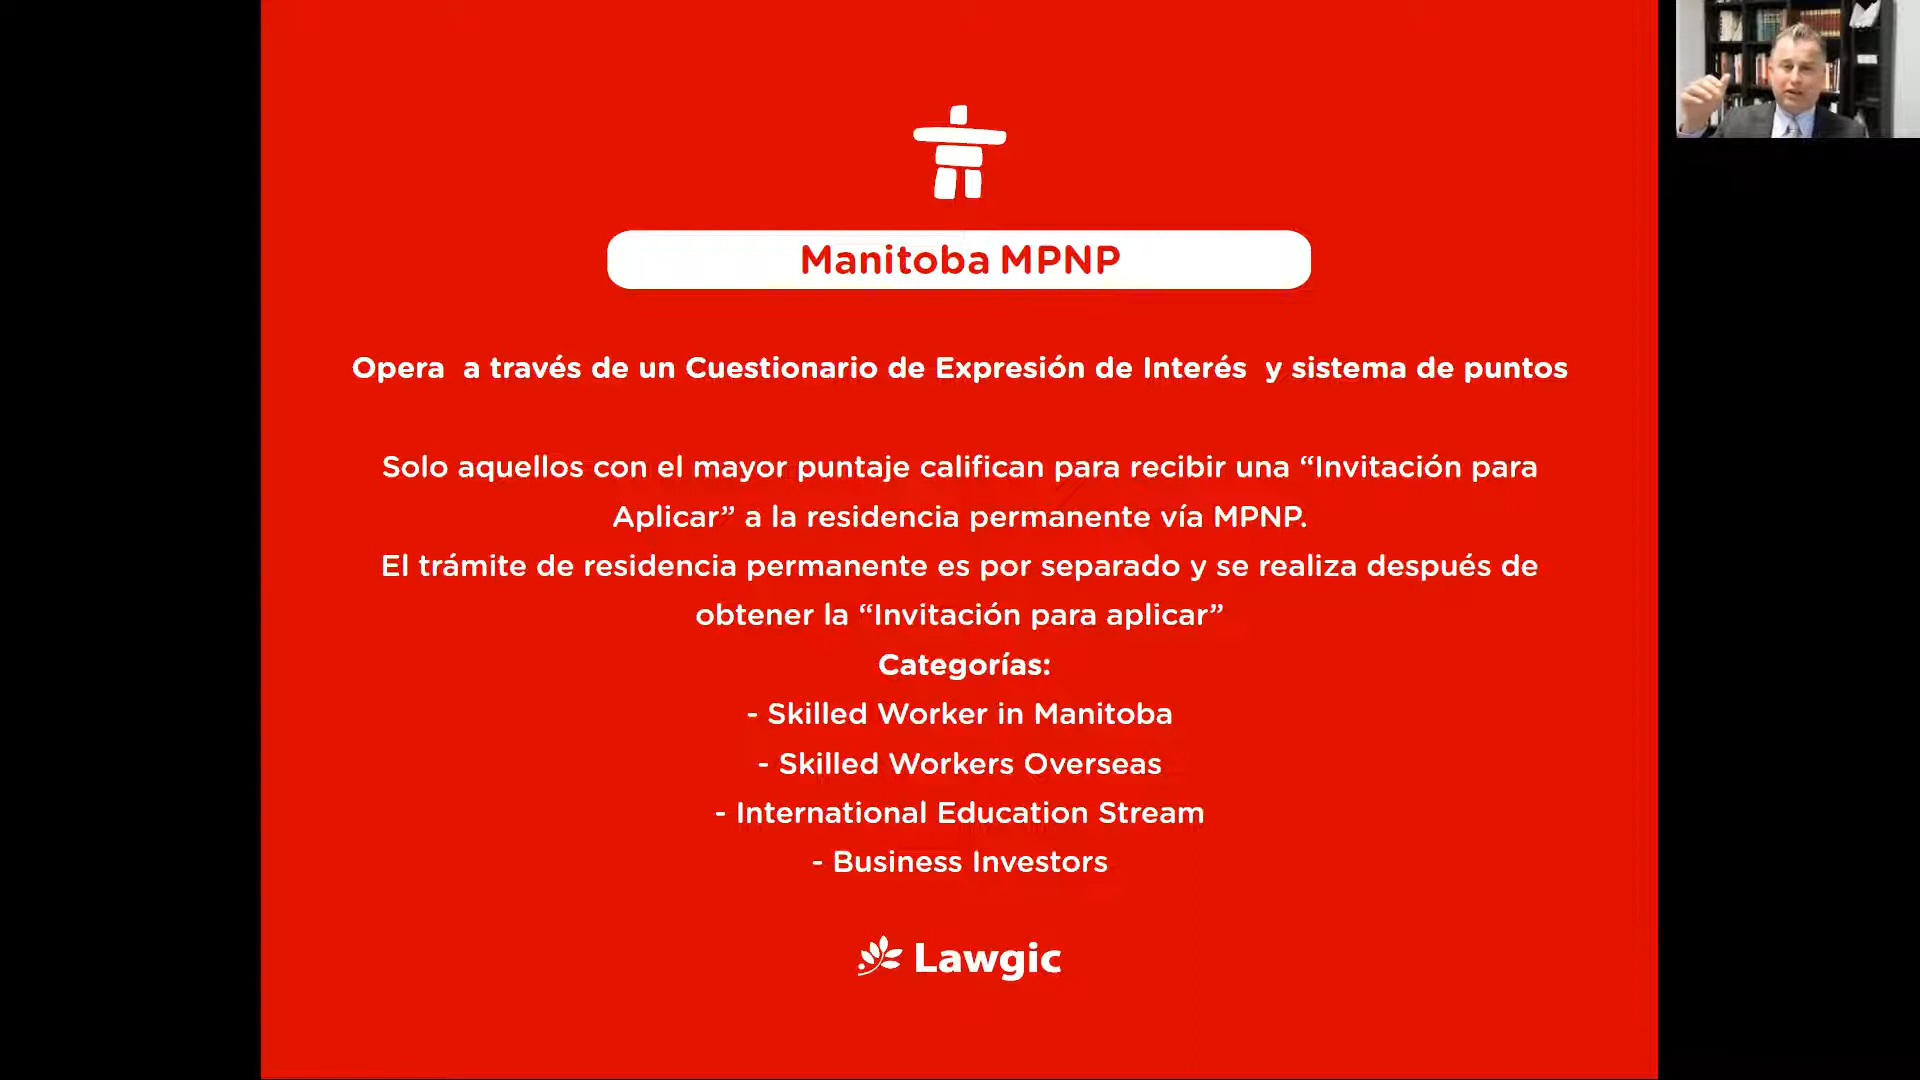 Manitoba MPNP
Opera a través de un Cuestionario de Expresión de Interés y sistema de puntos
Solo aquellos con el mayor puntaje califican para recibir una “Invitación para
Aplicar” a la residencia permanente vía MPNP.
El trámite de residencia permanente es por separado y se realiza después de
obtener la “Invitación para aplicar”
Categorías:
- Skilled Worker in Manitoba
- Skilled Workers Overseas
- International Education Stream
- Business Investors
Lawgic